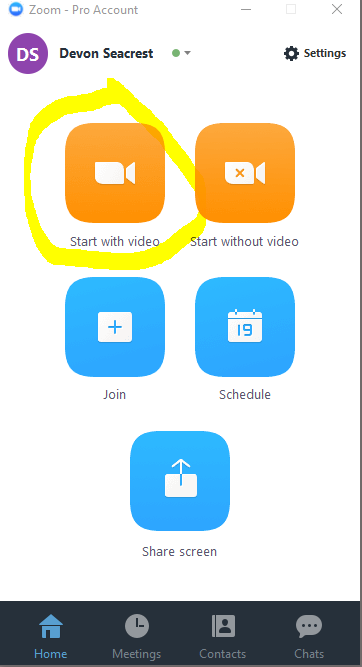 Zoom - Pro Account
DS Devon Seacrest Settings
Start with video Start without video
19
Join Schedule
Share screen
Home Meetings Contacts Chats